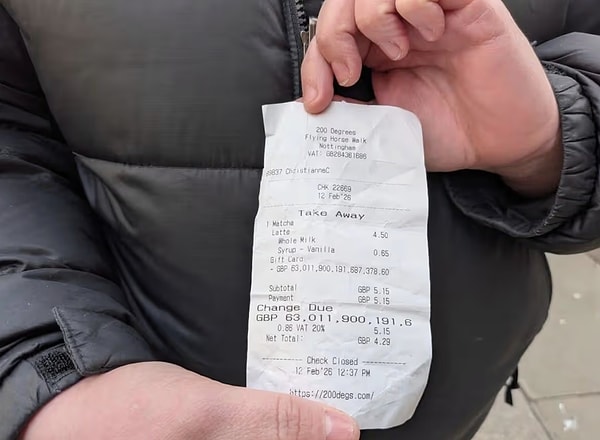 200 Degrees
Flying Horse Walk
Nottingham
VAT: GB284361686
89837 ChristianneC
CHK 22669
12 Feb'26
Take Away
1 Matcha
Latte 4.50
Whole Milk
Syrup - Vanilla 0.65
Gift Card
- GBP 63,011,900,191,687,378.60
Subtotal GBP 5.15
Payment GBP 5.15
Change Due
GBP 63,011,900,191,6
0.86 VAT 20% 5.15
Net Total: GBP 4.29
Check Closed
12 Feb'26 12:37 PM
https://200degs.com/